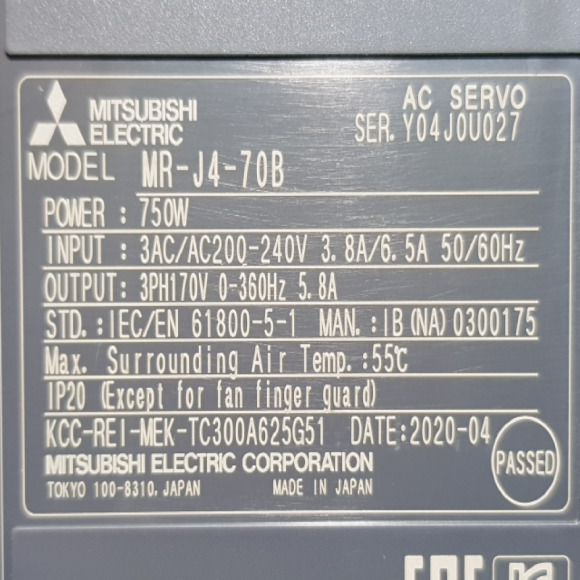 MITSUBISHI
ELECTRIC
AC SERVO
SER. Y04J0U027
MODEL MR-J4-70B
POWER : 750W
INPUT : 3AC/AC200-240V 3.8A/6.5A 50/60Hz
OUTPUT: 3PH170V 0-360Hz 5.8A
STD.: IEC/EN 61800-5-1 MAN.: IB(NA)0300175
Max. Surrounding Air Temp.:55℃
IP20 (Except for fan finger guard)
KCC-REI-MEK-TC300A625G51 DATE:2020-04
MITSUBISHI ELECTRIC CORPORATION
TOKYO 100-8310, JAPAN MADE IN JAPAN
PASSED